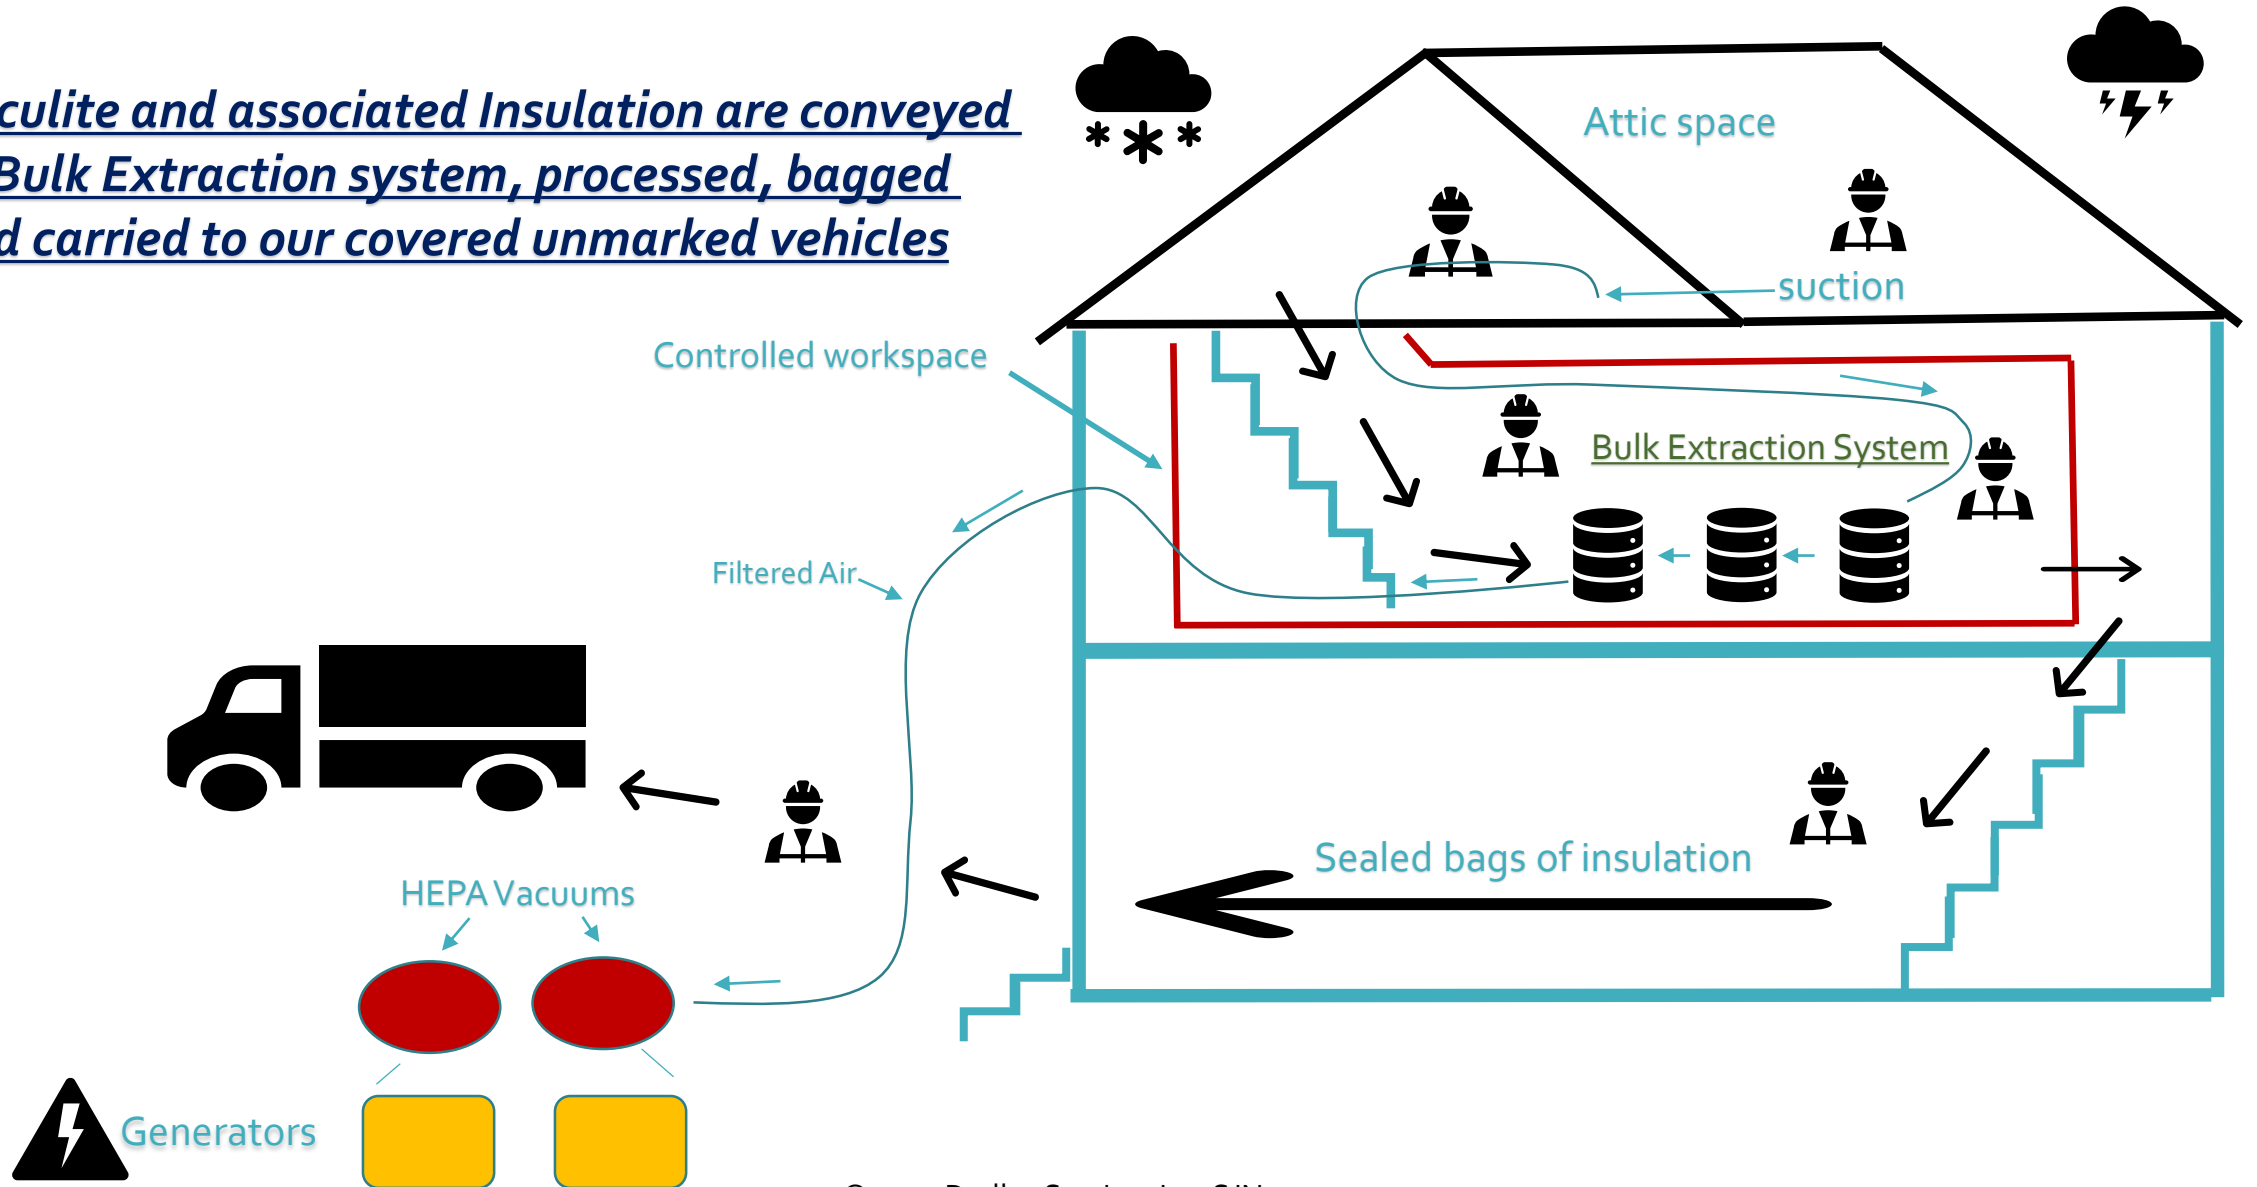 culite and associated Insulation are conveyed
Bulk Extraction system, processed, bagged
d carried to our covered unmarked vehicles
Attic space
suction
Controlled workspace
Bulk Extraction System
Filtered Air
Sealed bags of insulation
HEPA Vacuums
Generators